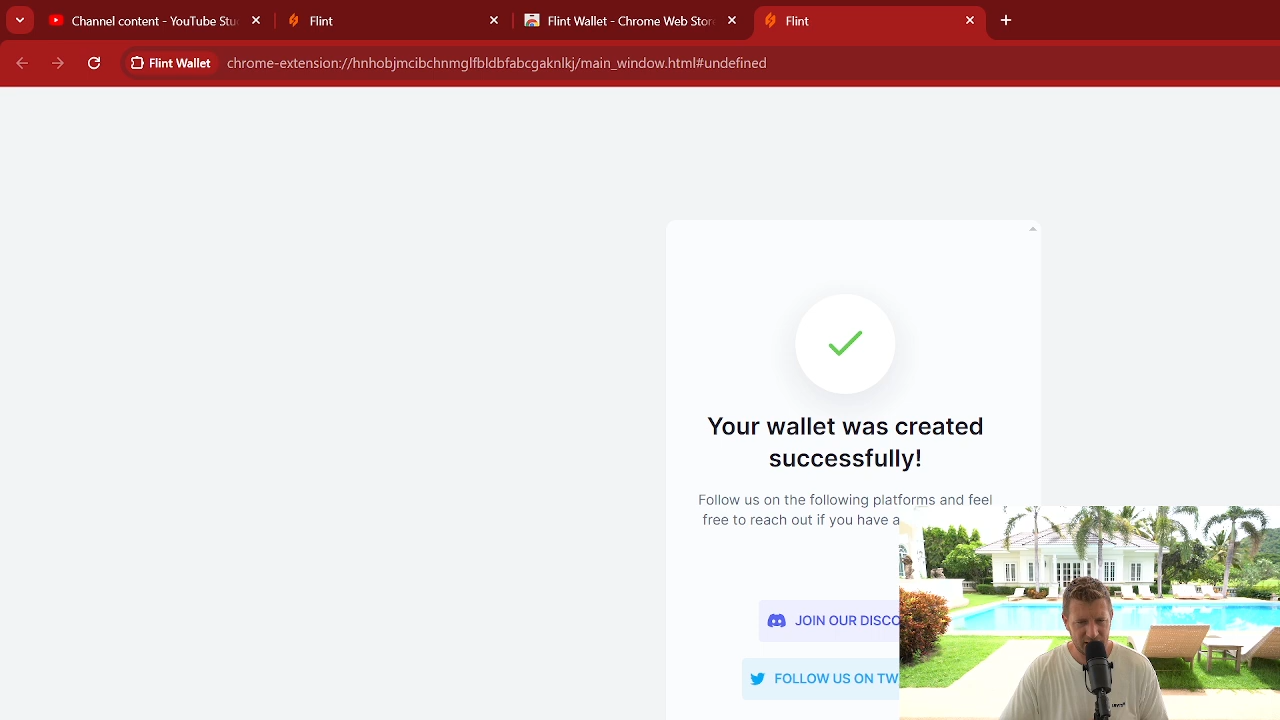 Channel content - YouTube Stu
Flint
Flint Wallet - Chrome Web Store
Flint
Flint Wallet
chrome-extension://hnhobjmcibchnmglfbldbfabcgaknlkj/main_window.html#undefined
Your wallet was created
successfully!
Follow us on the following platforms and feel
free to reach out if you have a
JOIN OUR DISCO
FOLLOW US ON TW